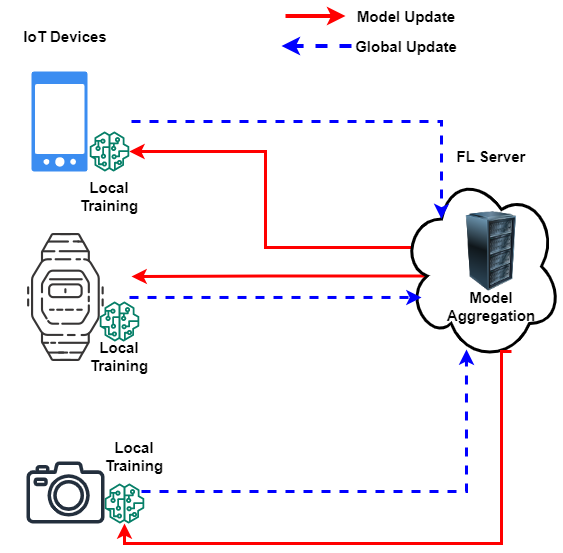 Model Update
Global Update
IoT Devices
FL Server
Local
Training
Model
Aggregation
Local
Training
Local
Training